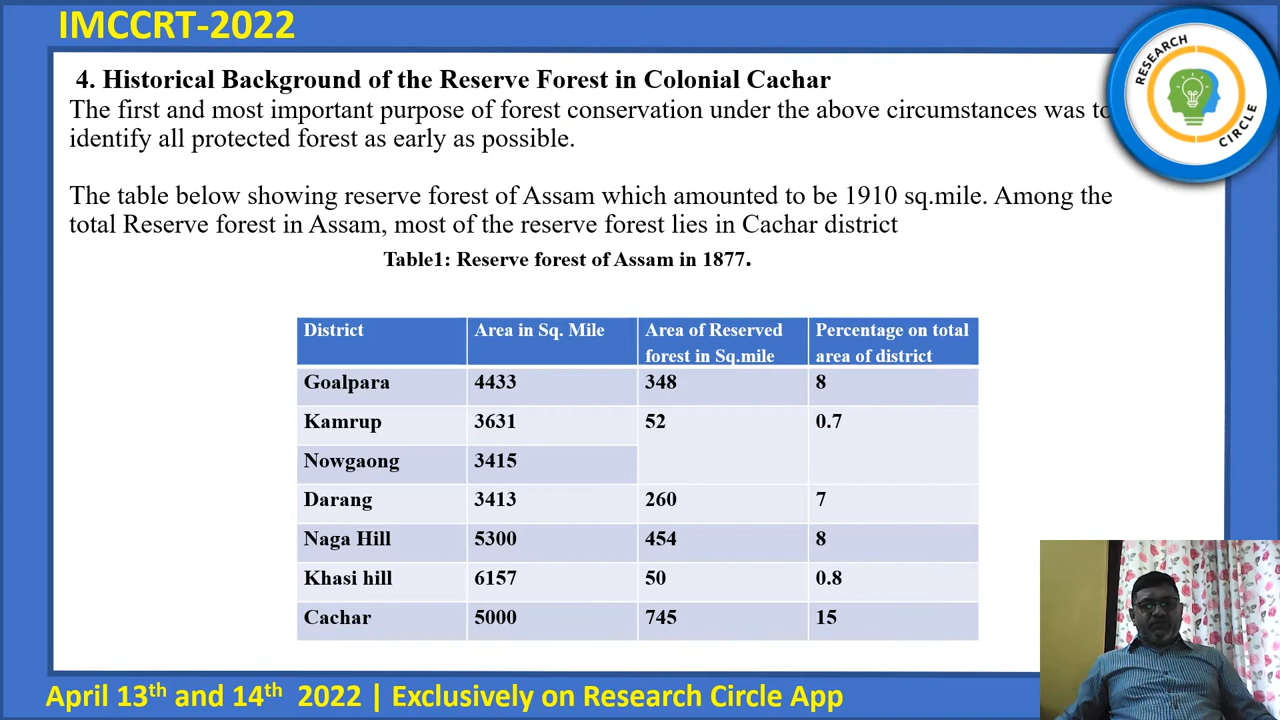 IMCCRT-2022
RESEARCH
CIRCLE
4. Historical Background of the Reserve Forest in Colonial Cachar
The first and most important purpose of forest conservation under the above circumstances was to
identify all protected forest as early as possible.
The table below showing reserve forest of Assam which amounted to be 1910 sq.mile. Among the
total Reserve forest in Assam, most of the reserve forest lies in Cachar district
Table1: Reserve forest of Assam in 1877.
District Area in Sq. Mile Area of Reserved forest in Sq.mile Percentage on total area of district
Goalpara 4433 348 8
Kamrup 3631 52 0.7
Nowgaong 3415
Darang 3413 260 7
Naga Hill 5300 454 8
Khasi hill 6157 50 0.8
Cachar 5000 745 15
April 13th and 14th 2022 | Exclusively on Research Circle App